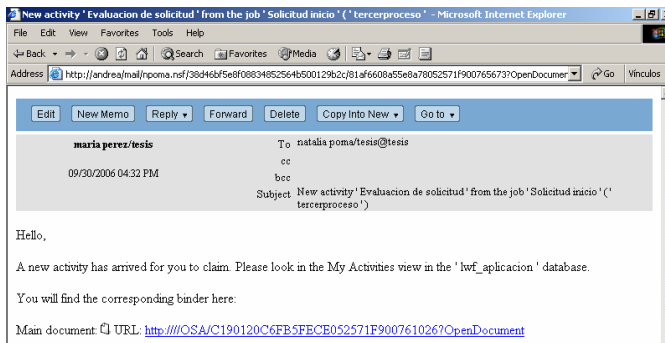 New activity ' Evaluacion de solicitud ' from the job ' Solicitud inicio ' ( ' tercerproceso ' - Microsoft Internet Explorer
File Edit View Favorites Tools Help
Back Search Favorites Media
Address http://andrea/mail/npoma.nsf/38d46bf5e8f08834852564b500129b2c/81af6608a55e8a78052571f900765673?OpenDocumer Go Vínculos
Edit New Memo Reply Forward Delete Copy Into New Go to
maria perez/tesis To natalia poma/tesis@tesis
cc
09/30/2006 04:32 PM bcc
Subject New activity ' Evaluacion de solicitud ' from the job ' Solicitud inicio ' ( '
tercerproceso ' )
Hello,
A new activity has arrived for you to claim. Please look in the My Activities view in the ' lwf_aplicacion ' database.
You will find the corresponding binder here:
Main document: URL: http:////OSA/C190120C6FB5FECE052571F900761026?OpenDocument